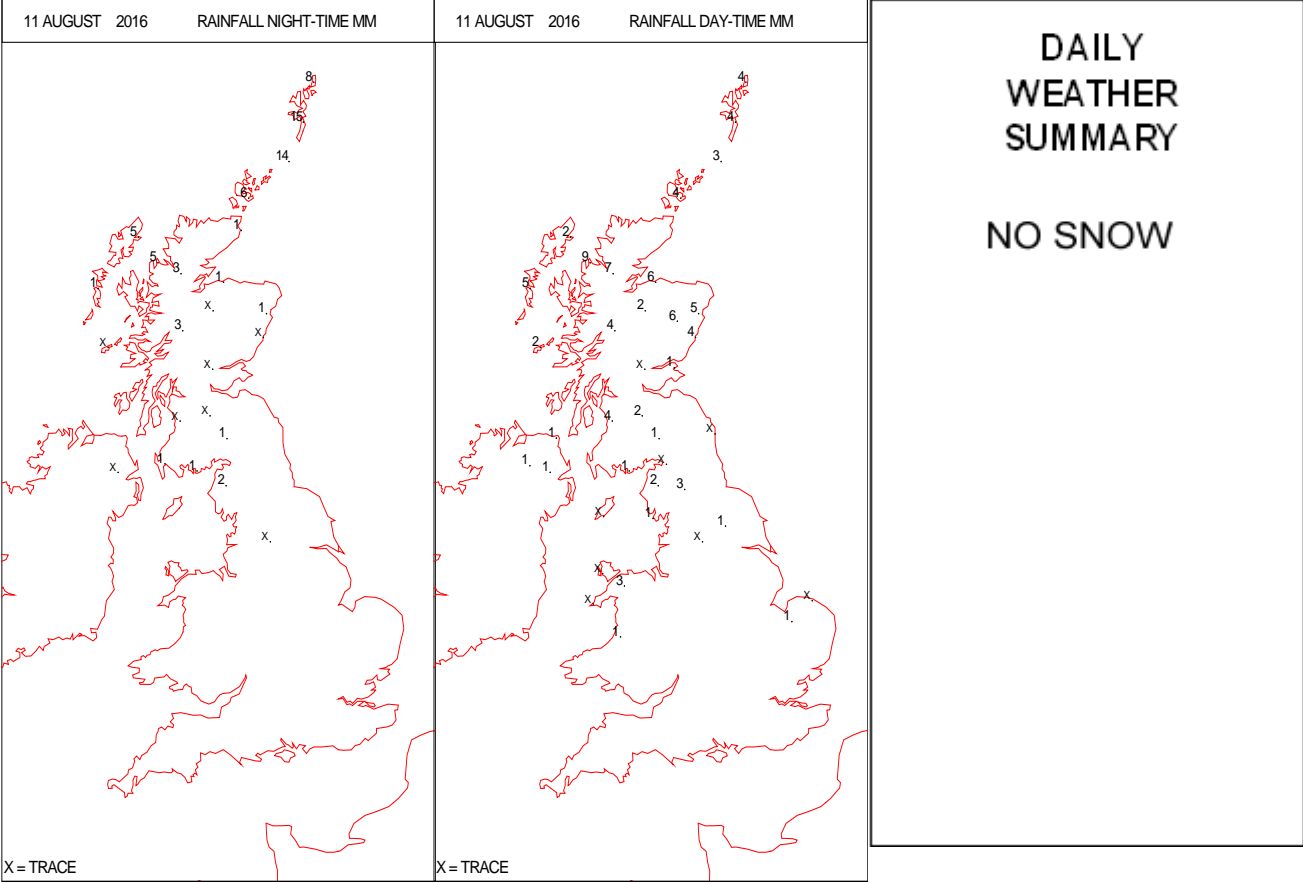 11 AUGUST 2016 RAINFALL NIGHT-TIME MM
8
15
14
6
1
5
5
3
1
1
X
1
3
X
X
X
X
X
1
1
1
X
2
X
X = TRACE
11 AUGUST 2016 RAINFALL DAY-TIME MM
4
4
3
4
2
9
7
6
5
2
5
6
4
4
2
1
X
2
4
X
1
1
1
X
1
1
2
3
X
1
1
X
X
3
X
X
1
1
X = TRACE
DAILY
WEATHER
SUMMARY
NO SNOW